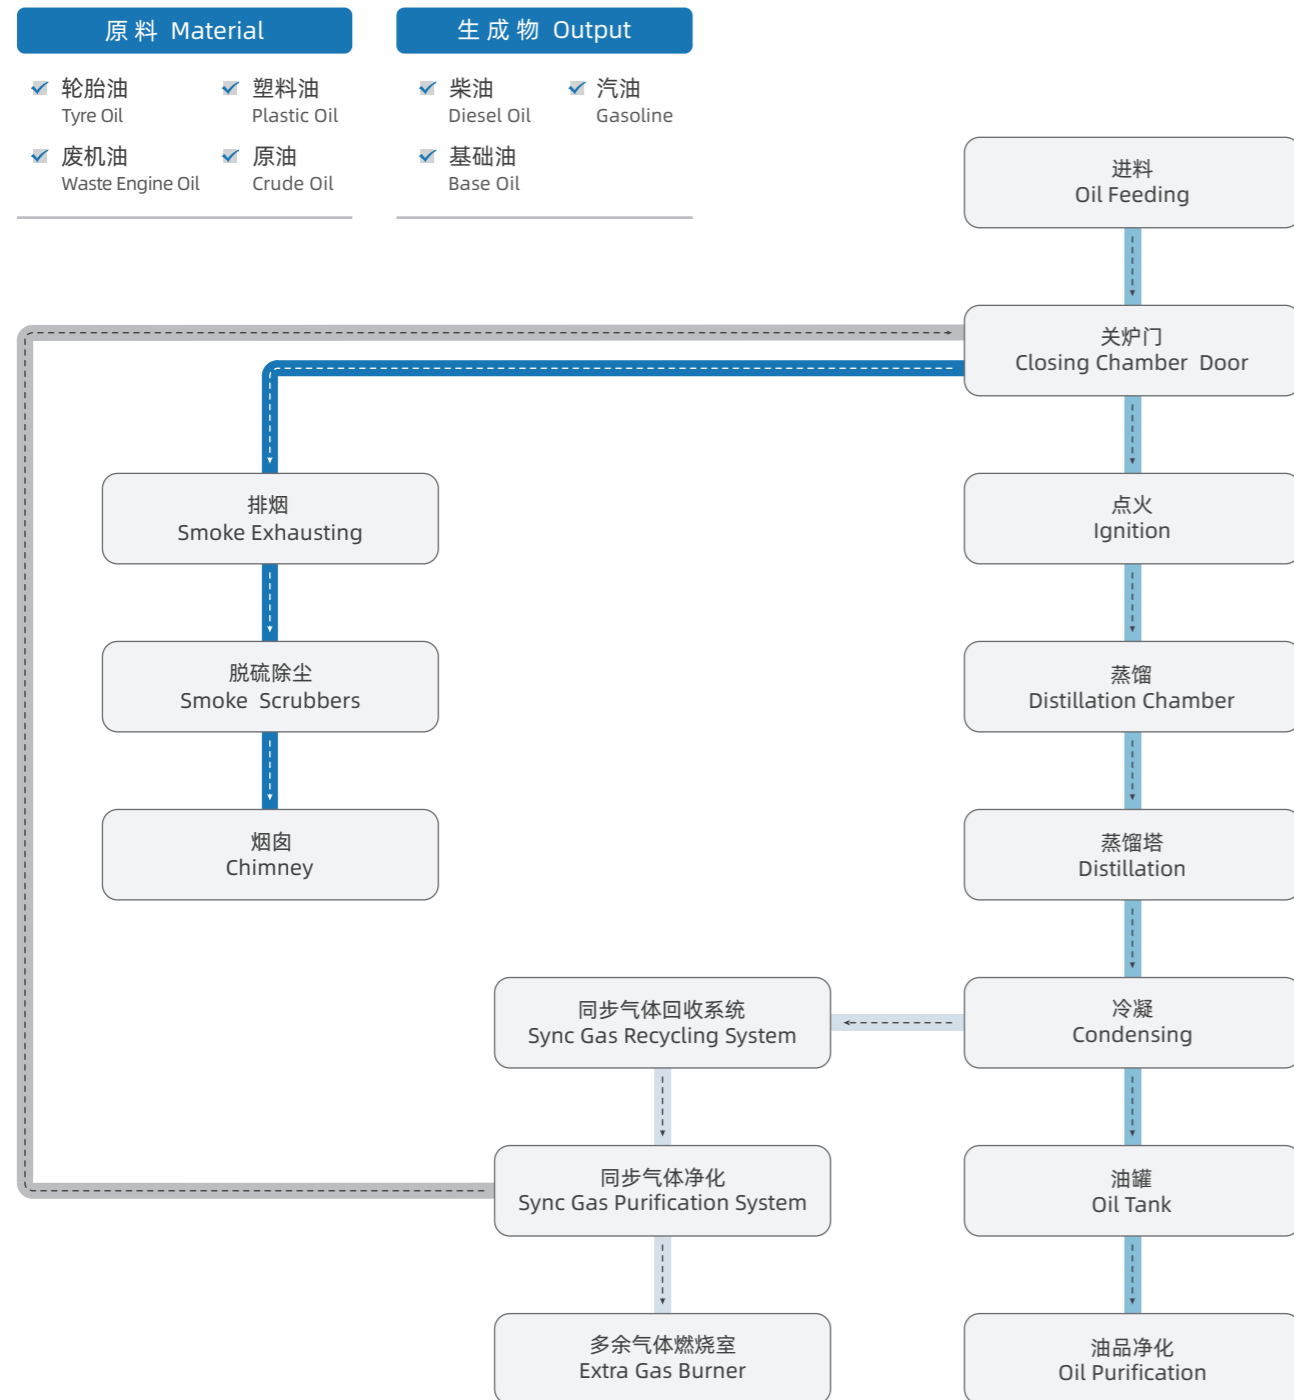 原料 Material
轮胎油
Tyre Oil
塑料油
Plastic Oil
废机油
Waste Engine Oil
原油
Crude Oil
生成物 Output
柴油
Diesel Oil
汽油
Gasoline
基础油
Base Oil
进料
Oil Feeding
关炉门
Closing Chamber Door
排烟
Smoke Exhausting
点火
Ignition
脱硫除尘
Smoke Scrubbers
蒸馏
Distillation Chamber
烟囱
Chimney
蒸馏塔
Distillation
同步气体回收系统
Sync Gas Recycling System
冷凝
Condensing
同步气体净化
Sync Gas Purification System
油罐
Oil Tank
多余气体燃烧室
Extra Gas Burner
油品净化
Oil Purification